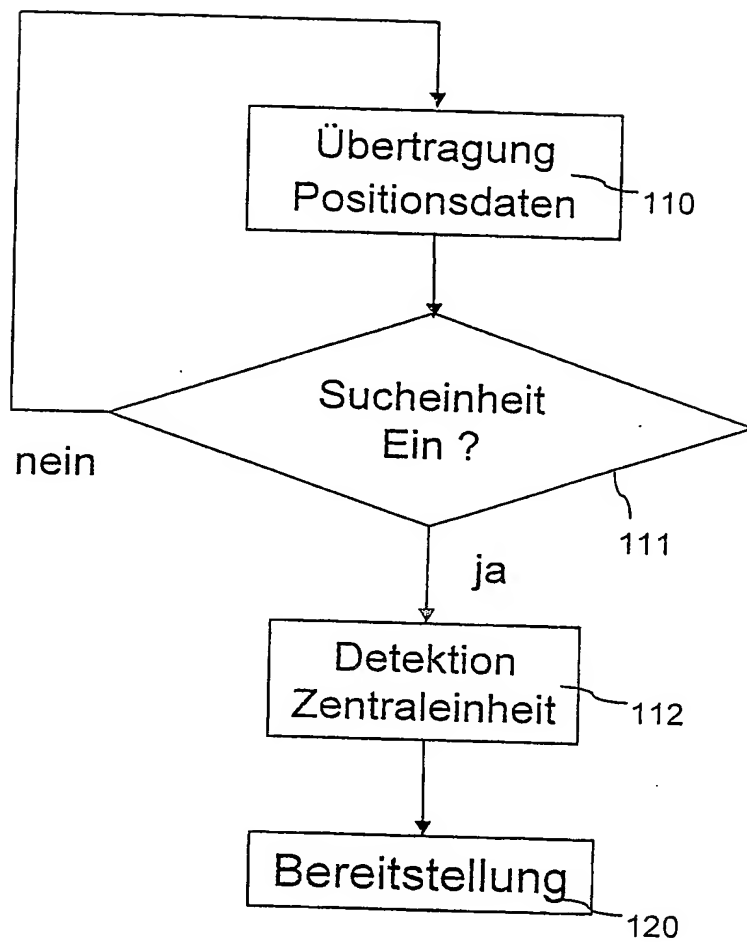 Übertragung
Positionsdaten
110
Sucheinheit
Ein ?
nein
111
ja
Detektion
Zentraleinheit
112
Bereitstellung
120